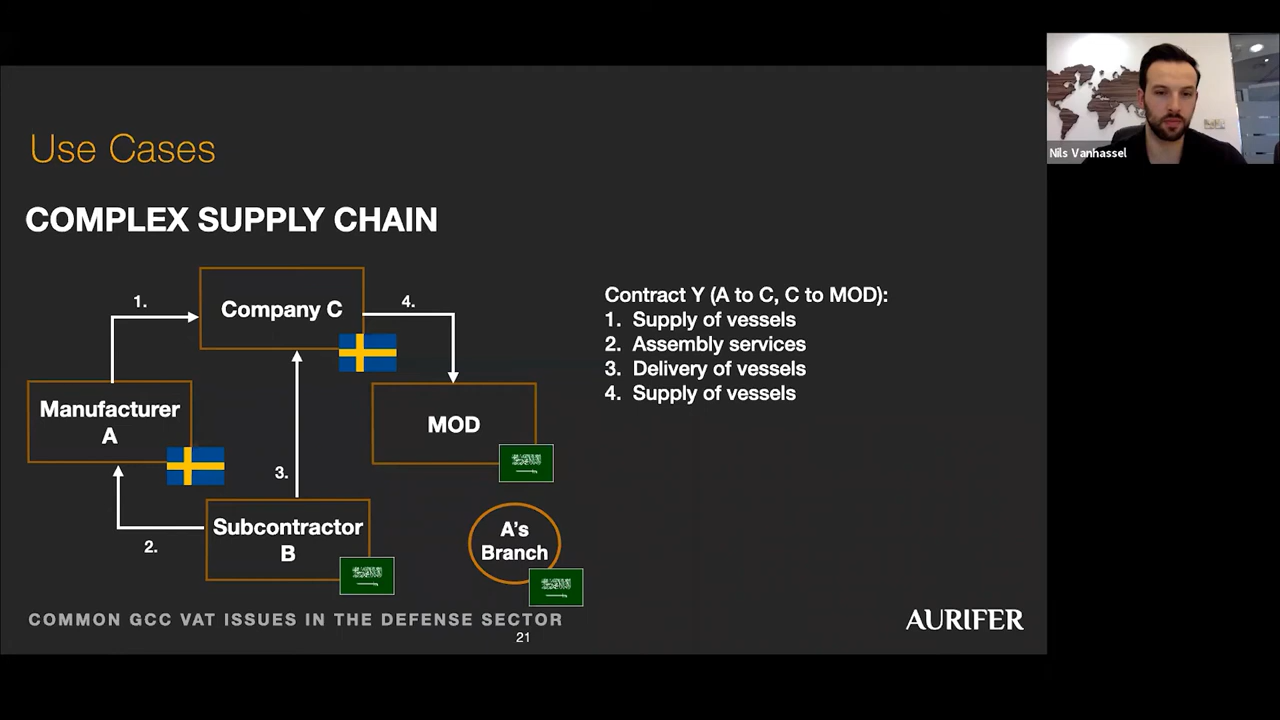 Nils Vanhassel
Use Cases
COMPLEX SUPPLY CHAIN
1.
Company C
4.
Manufacturer
A
MOD
3.
Subcontractor
B
2.
A's
Branch
Contract Y (A to C, C to MOD):
1. Supply of vessels
2. Assembly services
3. Delivery of vessels
4. Supply of vessels
COMMON GCC VAT ISSUES IN THE DEFENSE SECTOR
21
AURIFER